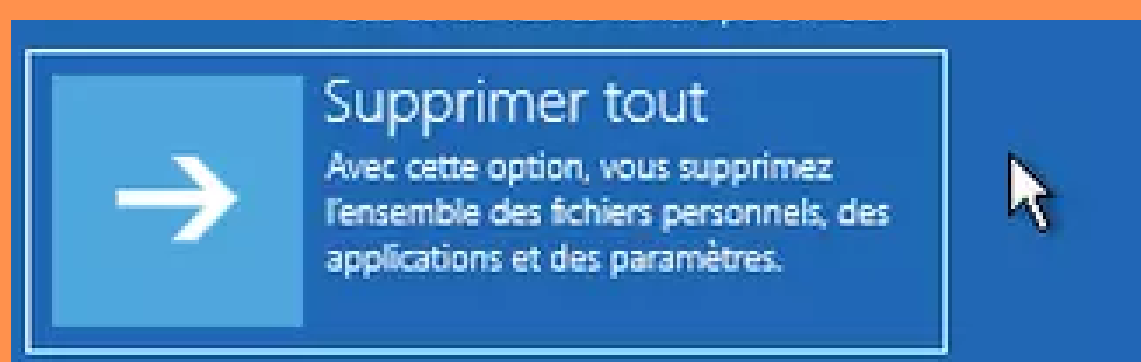 Supprimer tout
Avec cette option, vous supprimez
l'ensemble des fichiers personnels, des
applications et des paramètres.